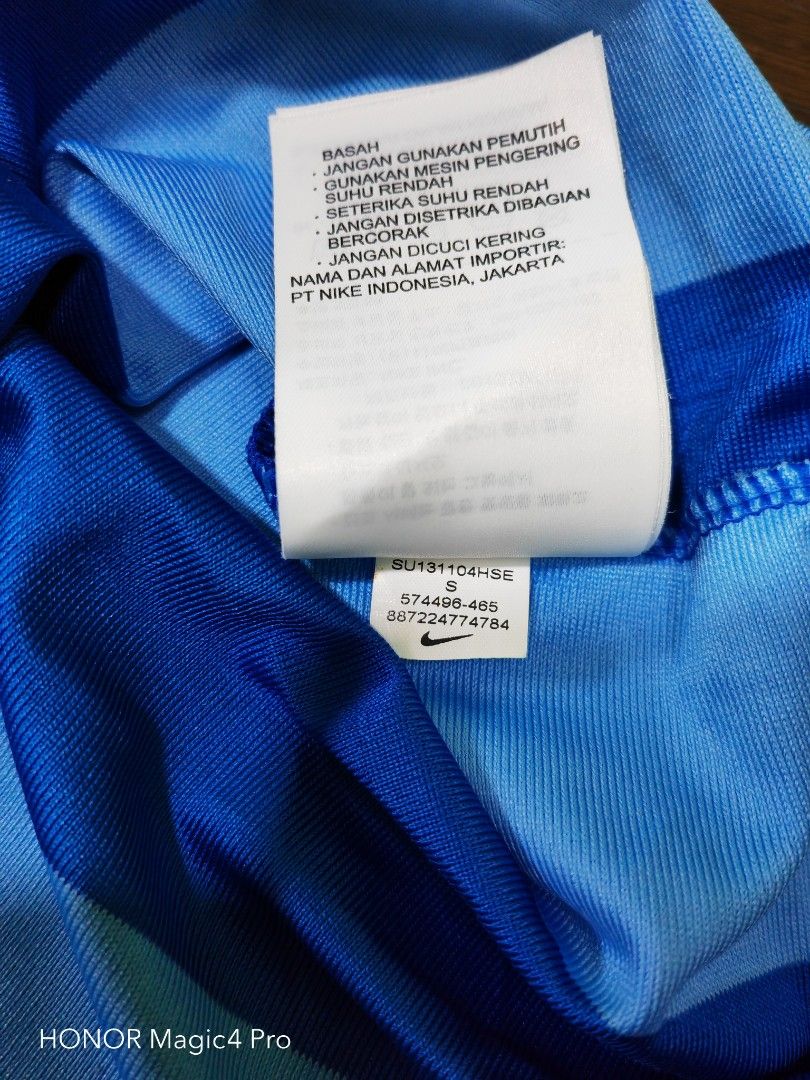 BASAH
. JANGAN GUNAKAN PEMUTIH
. GUNAKAN MESIN PENGERING
SUHU RENDAH
. SETERIKA SUHU RENDAH
. JANGAN DISETRIKA DIBAGIAN
BERCORAK
. JANGAN DICUCI KERING
NAMA DAN ALAMAT IMPORTIR:
PT NIKE INDONESIA, JAKARTA
SU131104HSE
S
574496-465
887224774784
HONOR Magic4 Pro